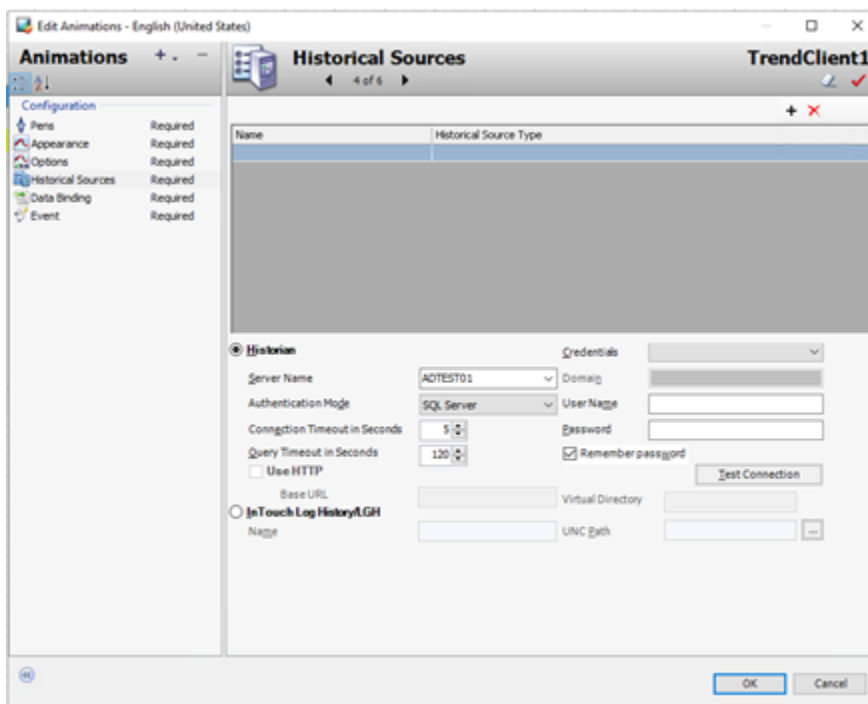 Edit Animations - English (United States)
Animations
Historical Sources
TrendClient1
4 of 6
Configuration
Pens Required
Appearance Required
Options Required
Historical Sources Required
Data Binding Required
Event Required
Name Historical Source Type
Historian Credentials
Server Name ADTEST01 Domain
Authentication Mode SQL Server User Name
Connection Timeout in Seconds 5 Password
Query Timeout in Seconds 120 Remember password
Use HTTP Test Connection
Base URL Virtual Directory
InTouch Log History/LGH
Name UNC Path ...
OK Cancel